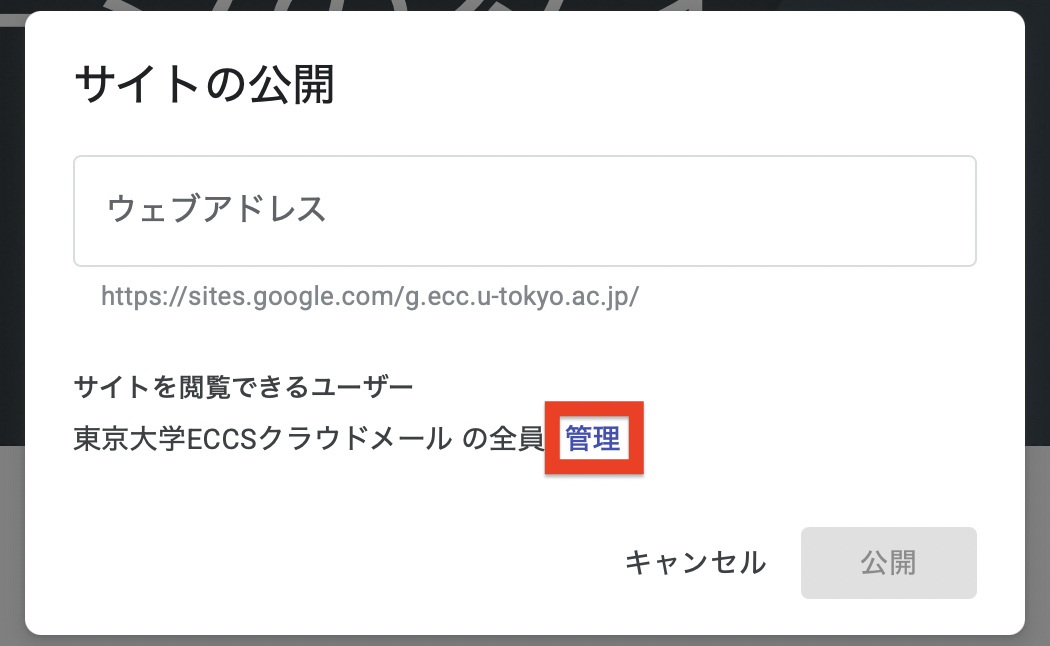 サイトの公開
ウェブアドレス
https://sites.google.com/g.ecc.u-tokyo.ac.jp/
サイトを閲覧できるユーザー
東京大学ECCSクラウドメール の全員 管理
キャンセル 公開